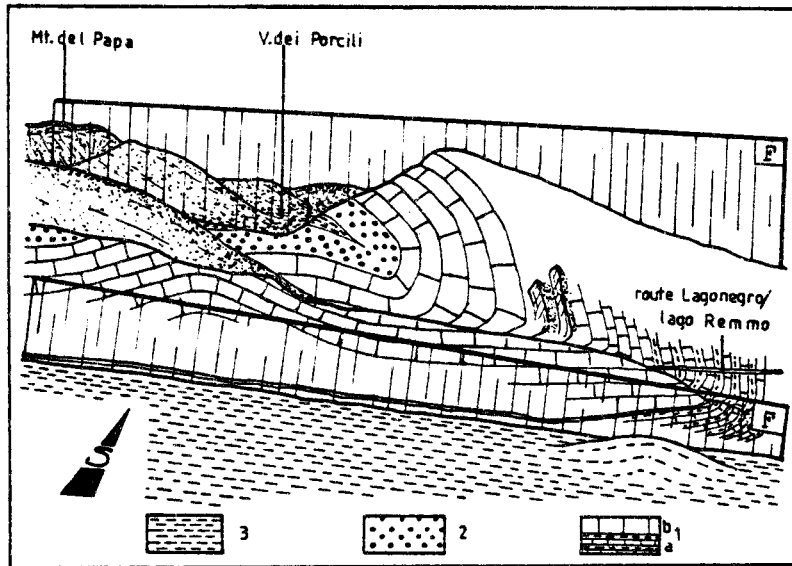 Mt. del Papa
V. dei Porcili
F
route Lagonegro/
lago Remmo
F
S
3
2
b 1
a